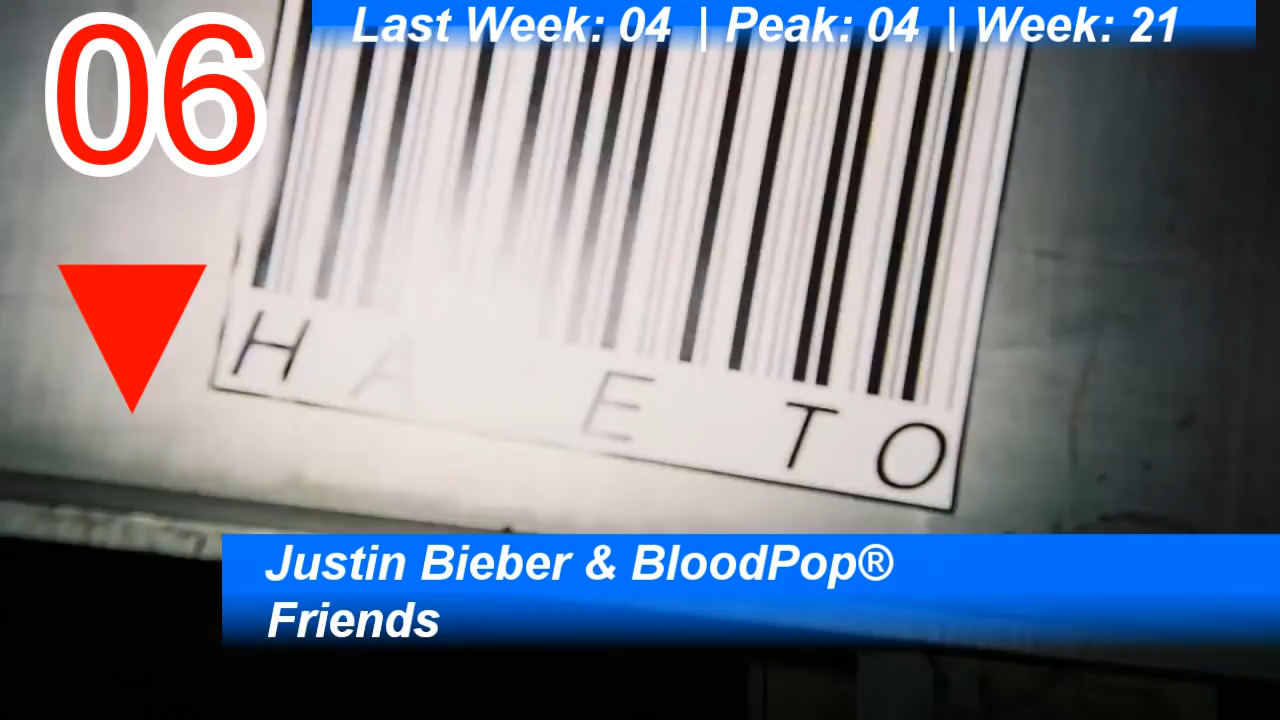 06
Last Week: 04 | Peak: 04 | Week: 21
H A E TO
Justin Bieber & BloodPop®
Friends